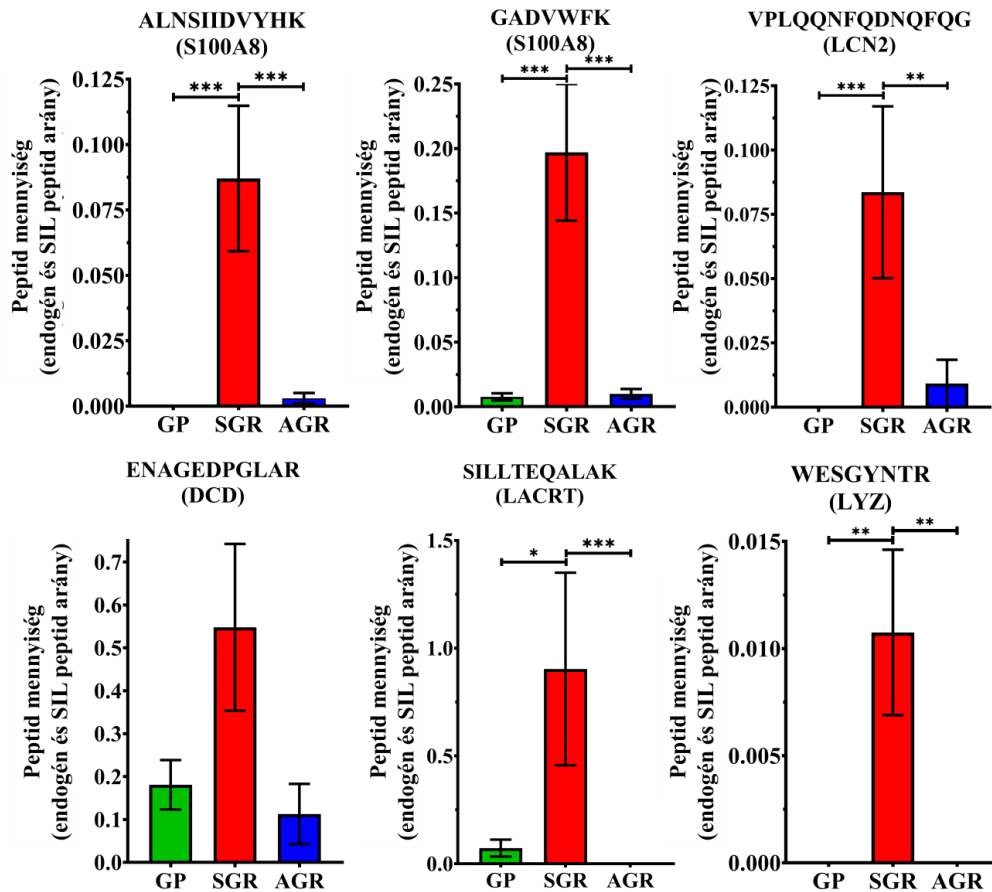 ALNSIIDVYHK
(S100A8)
Peptid mennyiség
(endogén és SIL peptid arány)
0.125
0.100
0.075
0.050
0.025
0.000
***
***
GP SGR AGR
GADVWFK
(S100A8)
Peptid mennyiség
(endogén és SIL peptid arány)
0.25
0.20
0.15
0.10
0.05
0.00
***
***
GP SGR AGR
VPLQQNFQDNQFQG
(LCN2)
Peptid mennyiség
(endogén és SIL peptid arány)
0.125
0.100
0.075
0.050
0.025
0.000
***
**
GP SGR AGR
ENAGEDPGLAR
(DCD)
Peptid mennyiség
(endogén és SIL peptid arány)
0.7
0.6
0.5
0.4
0.3
0.2
0.1
0.0
GP SGR AGR
SILLTEQALAK
(LACRT)
Peptid mennyiség
(endogén és SIL peptid arány)
1.5
1.0
0.5
0.0
*
***
GP SGR AGR
WESGYNTR
(LYZ)
Peptid mennyiség
(endogén és SIL peptid arány)
0.015
0.010
0.005
0.000
**
**
GP SGR AGR